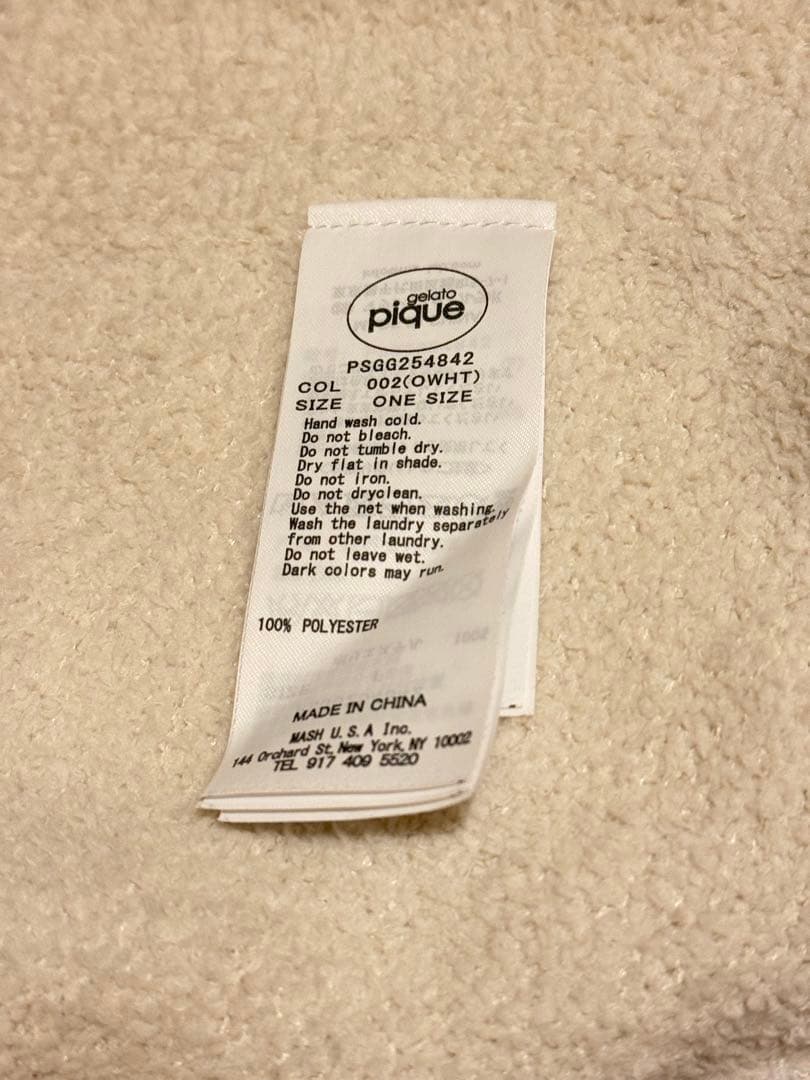 gelato
pique
PSGG254842
COL 002(OWHT)
SIZE ONE SIZE
Hand wash cold.
Do not bleach.
Do not tumble dry.
Dry flat in shade.
Do not iron.
Do not dryclean.
Use the net when washing.
Wash the laundry separately
from other laundry.
Do not leave wet.
Dark colors may run.
100% POLYESTER
MADE IN CHINA
MASH U.S.A Inc.
144 Orchard St, New York, NY 10002
TEL 917 409 5520